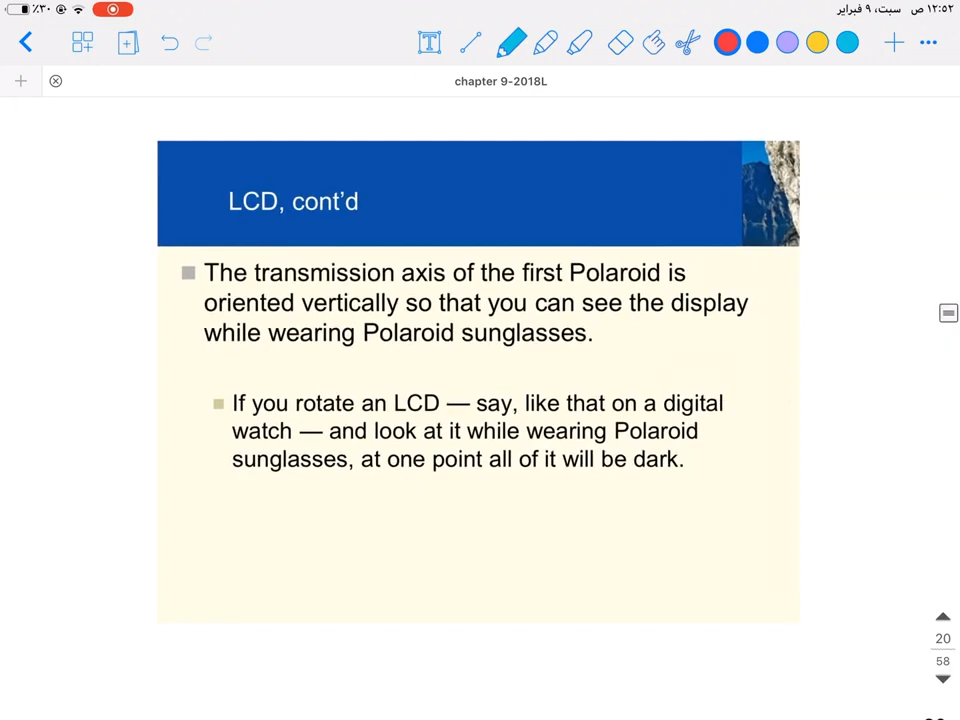 ٪٣٠
١٢:٥٢ ص سبت، ٩ فبراير
T
chapter 9-2018L
LCD, cont’d
The transmission axis of the first Polaroid is
oriented vertically so that you can see the display
while wearing Polaroid sunglasses.
If you rotate an LCD — say, like that on a digital
watch — and look at it while wearing Polaroid
sunglasses, at one point all of it will be dark.
20
58